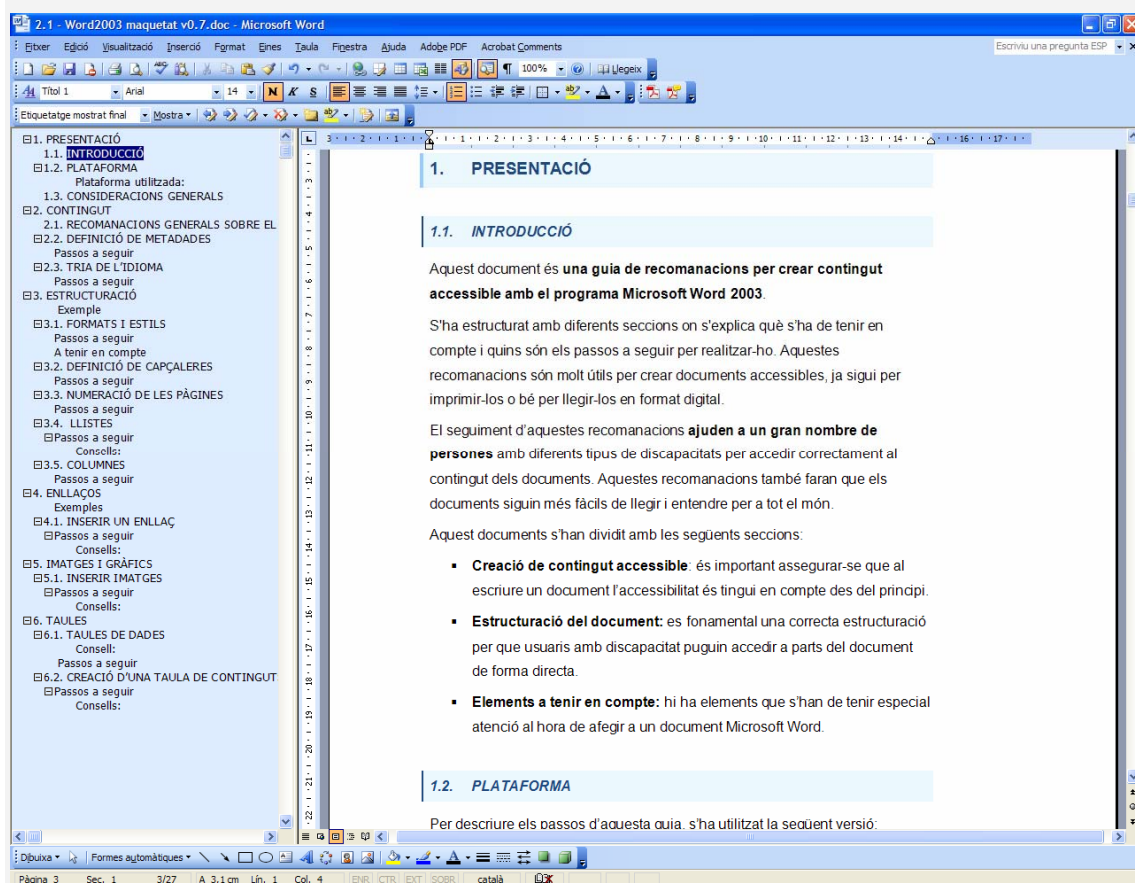 2.1 - Word2003 maquetat v0.7.doc - Microsoft Word
Fitxer Edició Visualització Inserció Format Eines Taula Finestra Ajuda Adobe PDF Acrobat Comments Escriviu una pregunta ESP
100% Llegeix
Títol 1 Arial 14 N K S
Etiquetatge mostrat final Mostra
1. PRESENTACIÓ
1.1. INTRODUCCIÓ
1.2. PLATAFORMA
Plataforma utilitzada:
1.3. CONSIDERACIONS GENERALS
2. CONTINGUT
2.1. RECOMANACIONS GENERALS SOBRE EL
2.2. DEFINICIÓ DE METADADES
Passos a seguir
2.3. TRIA DE L'IDIOMA
Passos a seguir
3. ESTRUCTURACIÓ
Exemple
3.1. FORMATS I ESTILS
Passos a seguir
A tenir en compte
3.2. DEFINICIÓ DE CAPÇALERES
Passos a seguir
3.3. NUMERACIÓ DE LES PÀGINES
Passos a seguir
3.4. LLISTES
Passos a seguir
Consells:
3.5. COLUMNES
Passos a seguir
4. ENLLAÇOS
Exemples
4.1. INSERIR UN ENLLAÇ
Passos a seguir
Consells:
5. IMATGES I GRÀFICS
5.1. INSERIR IMATGES
Passos a seguir
Consells:
6. TAULES
6.1. TAULES DE DADES
Consell:
Passos a seguir
6.2. CREACIÓ D'UNA TAULA DE CONTINGUT
Passos a seguir
Consells:
1. PRESENTACIÓ
1.1. INTRODUCCIÓ
Aquest document és una guia de recomanacions per crear contingut
accessible amb el programa Microsoft Word 2003.
S'ha estructurat amb diferents seccions on s'explica què s'ha de tenir en
compte i quins són els passos a seguir per realitzar-ho. Aquestes
recomanacions són molt útils per crear documents accessibles, ja sigui per
imprimir-los o bé per llegir-los en format digital.
El seguiment d'aquestes recomanacions ajuden a un gran nombre de
persones amb diferents tipus de discapacitats per accedir correctament al
contingut dels documents. Aquestes recomanacions també faran que els
documents siguin més fàcils de llegir i entendre per a tot el món.
Aquest documents s'han dividit amb les següents seccions:
▪ Creació de contingut accessible: és important assegurar-se que al
escriure un document l'accessibilitat és tingui en compte des del principi.
▪ Estructuració del document: es fonamental una correcta estructuració
per que usuaris amb discapacitat puguin accedir a parts del document
de forma directa.
▪ Elements a tenir en compte: hi ha elements que s'han de tenir especial
atenció al hora de afegir a un document Microsoft Word.
1.2. PLATAFORMA
Per descriure els passos d'aquesta guia, s'ha utilitzat la següent versió:
Dibuixa Formes automàtiques
Pàgina 3 Sec. 1 3/27 A 3.1 cm Lín. 1 Col. 4 ENR CTR EXT SOBR català